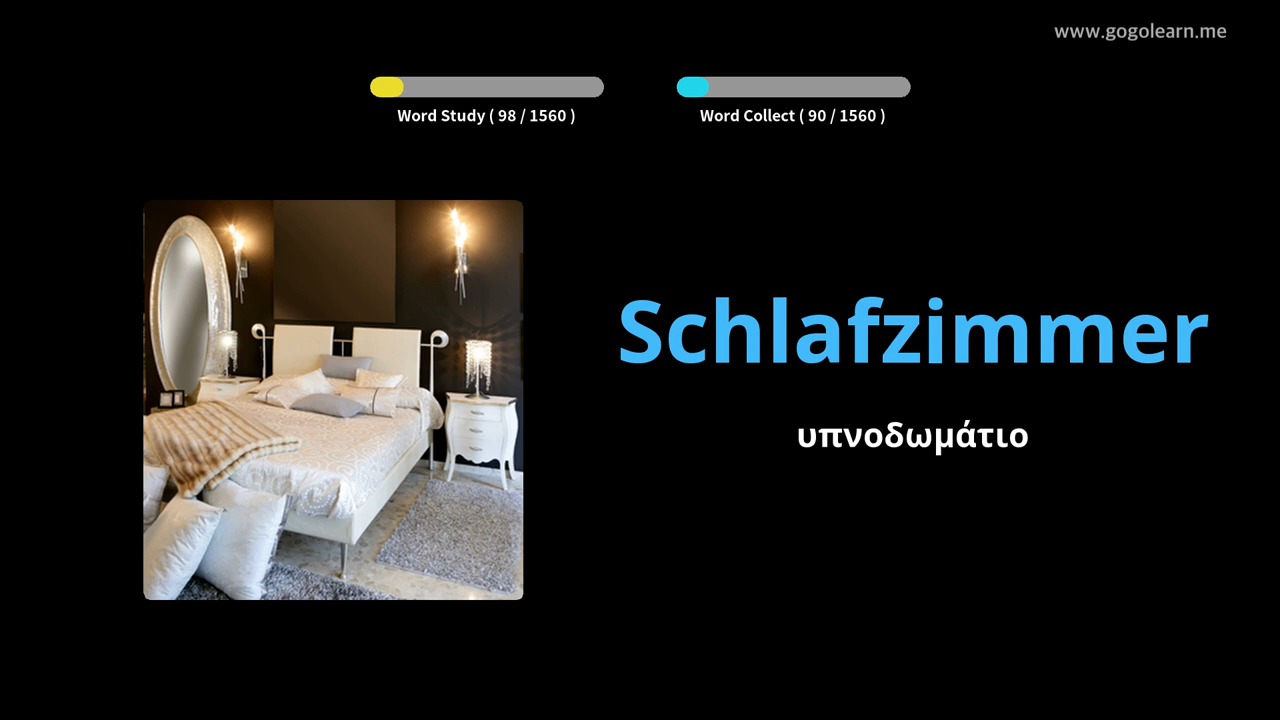 www.gogolearn.me
Word Study ( 98 / 1560 )
Word Collect ( 90 / 1560 )
Schlafzimmer
υπνοδωμάτιο